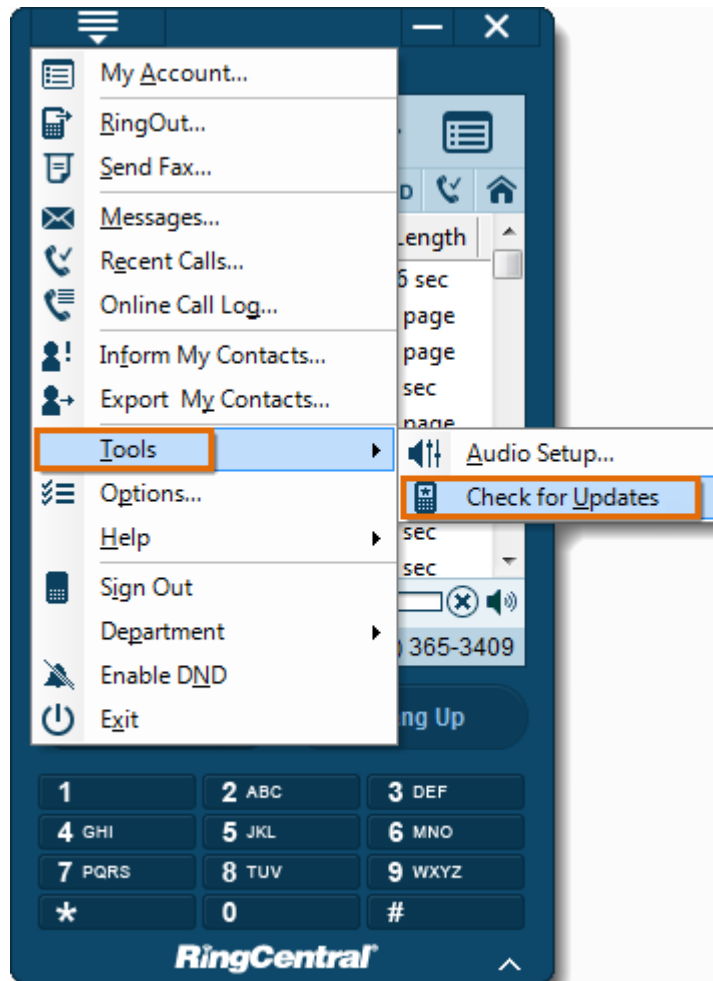 My Account...
RingOut...
Send Fax...
Messages...
Recent Calls...
Online Call Log...
Inform My Contacts...
Export My Contacts...
Tools
Options...
Help
Sign Out
Department
Enable DND
Exit
D
Length
6 sec
page
page
sec
page
Audio Setup...
Check for Updates
sec
sec
) 365-3409
ng Up
1
2 ABC
3 DEF
4 GHI
5 JKL
6 MNO
7 PQRS
8 TUV
9 WXYZ
*
0
#
RingCentral®